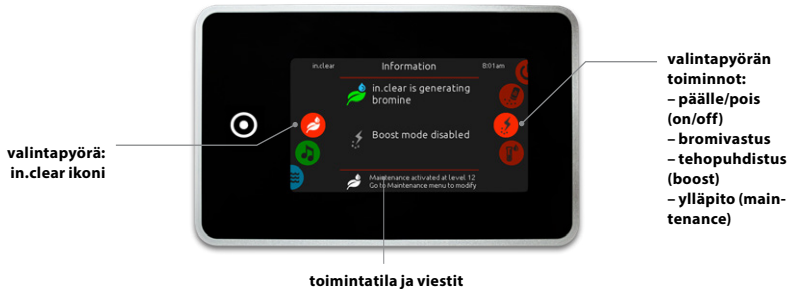 in.clear
Information
8:01am
in.clear is generating
bromine
Boost mode disabled
Maintenance activated at level 12
Go to Maintenance menu to modify
valintapyörä:
in.clear ikoni
valintapyörän
toiminnot:
– päälle/pois
(on/off)
– bromivastus
– tehopuhdistus
(boost)
– ylläpito (main-
tenance)
toimintatila ja viestit